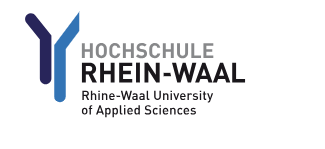 HOCHSCHULE
RHEIN-WAAL
Rhine-Waal University
of Applied Sciences